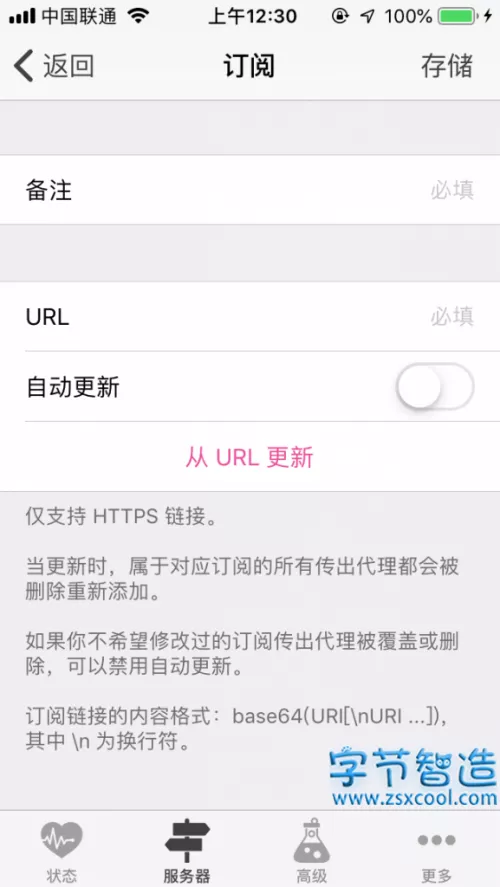 中国联通 上午12:30 100%
返回 订阅 存储
备注 必填
URL 必填
自动更新
从 URL 更新
仅支持 HTTPS 链接。
当更新时，属于对应订阅的所有传出代理都会被
删除重新添加。
如果你不希望修改过的订阅传出代理被覆盖或删
除，可以禁用自动更新。
订阅链接的内容格式：base64(URI[\nURI ...]),
其中 \n 为换行符。
字节智造
www.zsxcool.com
状态 服务器 高级 更多